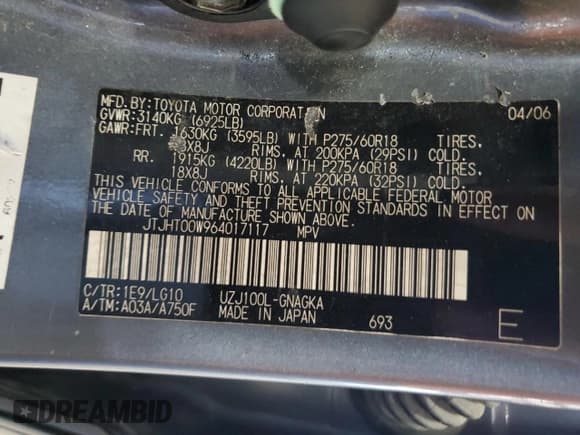 MFD.BY:TOYOTA MOTOR CORPORATION 04/06
GVWR:3140KG (6925LB)
GAWR:FRT. 1630KG (3595LB) WITH P275/60R18 TIRES.
18X8J RIMS. AT 200KPA (29PSI) COLD.
RR. 1915KG (4220LB) WITH P275/60R18 TIRES.
18X8J RIMS. AT 220KPA (32PSI) COLD.
THIS VEHICLE CONFORMS TO ALL APPLICABLE FEDERAL MOTOR
VEHICLE SAFETY AND THEFT PREVENTION STANDARDS IN EFFECT ON
THE DATE OF MANUFACTURE SHOWN ABOVE.
JTJHT00W964017117 MPV
C/TR:1E9/LG10 UZJ100L-GNAGKA
A/TM:A03A/A750F MADE IN JAPAN 693 E
DREAMBID